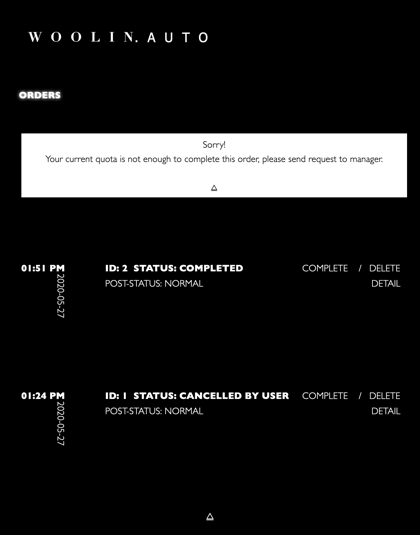 WOOLIN.AUTO
ORDERS
Sorry!
Your current quota is not enough to complete this order, please send request to manager.
01:51 PM
2020-05-27
ID: 2 STATUS: COMPLETED
COMPLETE / DELETE
POST-STATUS: NORMAL
DETAIL
01:24 PM
2020-05-27
ID: 1 STATUS: CANCELLED BY USER
COMPLETE / DELETE
POST-STATUS: NORMAL
DETAIL